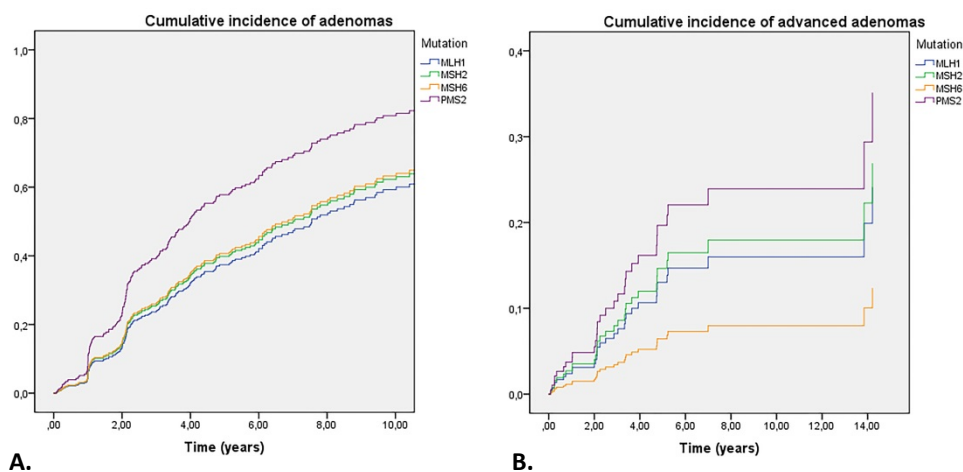 Cumulative incidence of adenomas
1,0
0,8
0,6
0,4
0,2
0,0
,00
2,00
4,00
6,00
8,00
10,00
Time (years)
Mutation
MLH1
MSH2
MSH6
PMS2
A.
Cumulative incidence of advanced adenomas
0,4
0,3
0,2
0,1
0,0
,00
2,00
4,00
6,00
8,00
10,00
12,00
14,00
Time (years)
Mutation
MLH1
MSH2
MSH6
PMS2
B.